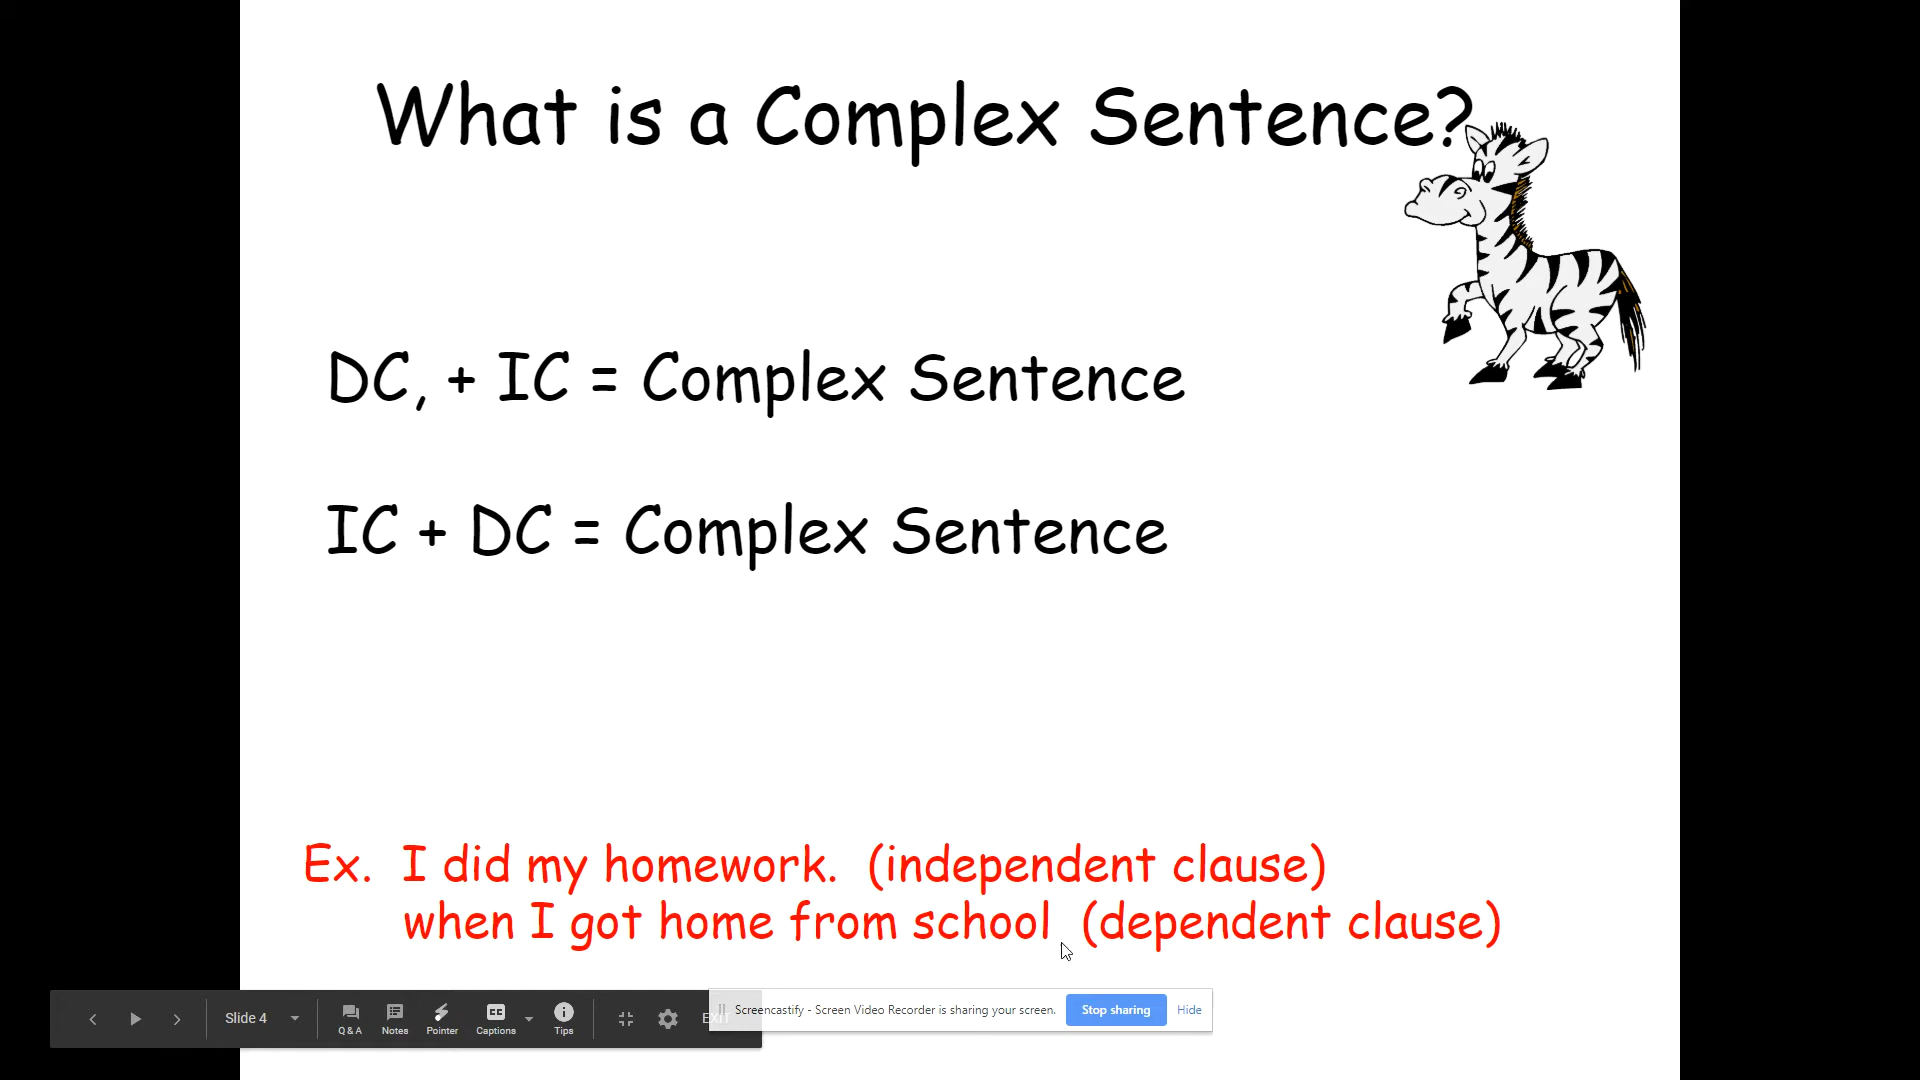 What is a Complex Sentence?
DC, + IC = Complex Sentence
IC + DC = Complex Sentence
Ex. I did my homework. (independent clause)
when I got home from school (dependent clause)
Slide 4
Q & A
Notes
Pointer
Captions
Tips
EXIT
Screencastify - Screen Video Recorder is sharing your screen.
Stop sharing
Hide